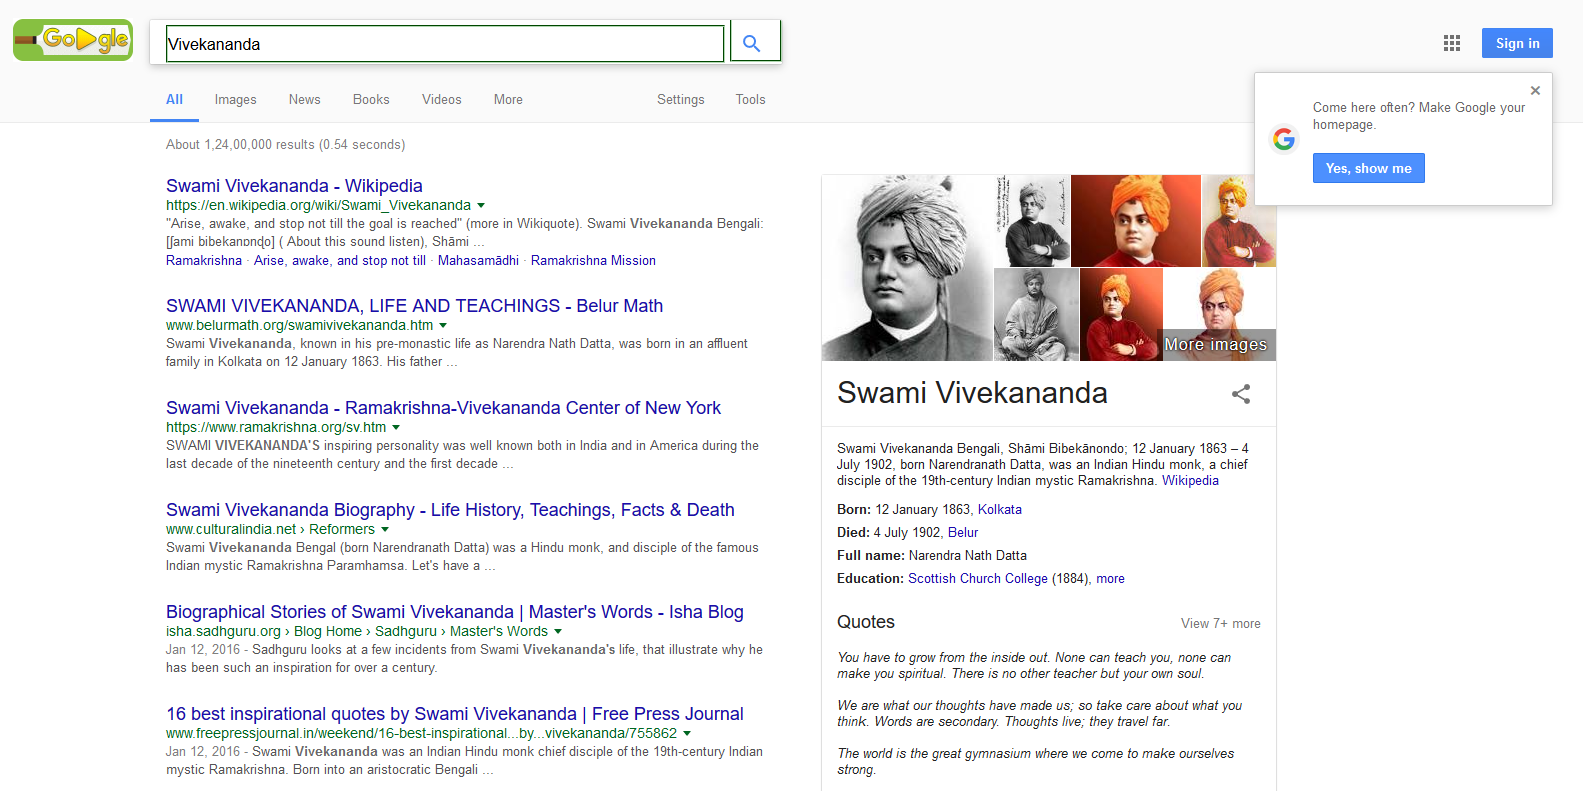 Google
Vivekananda
Sign in
All Images News Books Videos More Settings Tools
Come here often? Make Google your
homepage.
Yes, show me
About 1,24,00,000 results (0.54 seconds)
Swami Vivekananda - Wikipedia
https://en.wikipedia.org/wiki/Swami_Vivekananda
"Arise, awake, and stop not till the goal is reached" (more in Wikiquote). Swami Vivekananda Bengali:
[ʃami bibekanɒnɖo] ( About this sound listen), Shāmi ...
Ramakrishna · Arise, awake, and stop not till · Mahasamādhi · Ramakrishna Mission
SWAMI VIVEKANANDA, LIFE AND TEACHINGS - Belur Math
www.belurmath.org/swamivivekananda.htm
Swami Vivekananda, known in his pre-monastic life as Narendra Nath Datta, was born in an affluent
family in Kolkata on 12 January 1863. His father ...
Swami Vivekananda - Ramakrishna-Vivekananda Center of New York
https://www.ramakrishna.org/sv.htm
SWAMI VIVEKANANDA'S inspiring personality was well known both in India and in America during the
last decade of the nineteenth century and the first decade ...
Swami Vivekananda Biography - Life History, Teachings, Facts & Death
www.culturalindia.net › Reformers
Swami Vivekananda Bengal (born Narendranath Datta) was a Hindu monk, and disciple of the famous
Indian mystic Ramakrishna Paramhamsa. Let's have a ...
Biographical Stories of Swami Vivekananda | Master's Words - Isha Blog
isha.sadhguru.org › Blog Home › Sadhguru › Master's Words
Jan 12, 2016 - Sadhguru looks at a few incidents from Swami Vivekananda's life, that illustrate why he
has been such an inspiration for over a century.
16 best inspirational quotes by Swami Vivekananda | Free Press Journal
www.freepressjournal.in/weekend/16-best-inspirational...by...vivekananda/755862
Jan 12, 2016 - Swami Vivekananda was an Indian Hindu monk chief disciple of the 19th-century Indian
mystic Ramakrishna. Born into an aristocratic Bengali ...
More images
Swami Vivekananda
Swami Vivekananda Bengali, Shāmi Bibekānondo; 12 January 1863 – 4
July 1902, born Narendranath Datta, was an Indian Hindu monk, a chief
disciple of the 19th-century Indian mystic Ramakrishna. Wikipedia
Born: 12 January 1863, Kolkata
Died: 4 July 1902, Belur
Full name: Narendra Nath Datta
Education: Scottish Church College (1884), more
Quotes View 7+ more
You have to grow from the inside out. None can teach you, none can
make you spiritual. There is no other teacher but your own soul.
We are what our thoughts have made us; so take care about what you
think. Words are secondary. Thoughts live; they travel far.
The world is the great gymnasium where we come to make ourselves
strong.